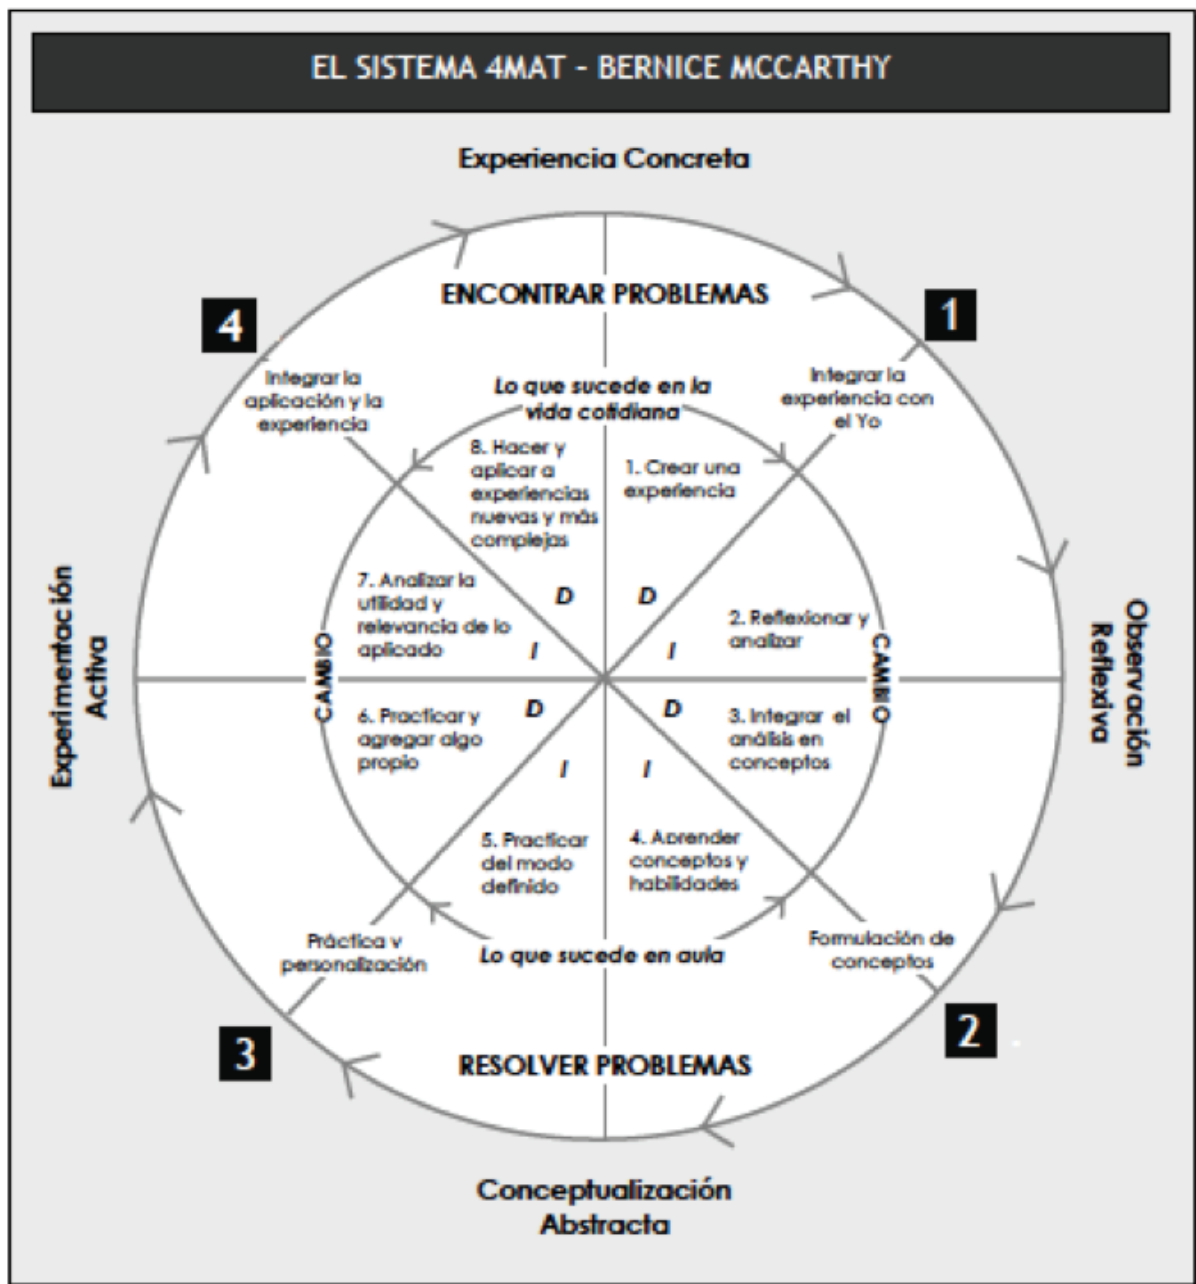 EL SISTEMA 4MAT - BERNICE MCCARTHY
Experiencia Concreta
ENCONTRAR PROBLEMAS
4
1
Integrar la
aplicación y la
experiencia
Lo que sucede en la
vida cotidiana
Integrar la
experiencia con
el Yo
8. Hacer y
aplicar a
experiencias
nuevas y más
complejas
1. Crear una
experiencia
7. Analizar la
utilidad y
relevancia de lo
aplicado
D
D
I
I
2. Reflexionar y
analizar
CAMBIO
CAMBIO
Experimentación
Activa
Observación
Reflexiva
6. Practicar y
agregar algo
propio
D
D
I
I
3. Integrar el
análisis en
conceptos
5. Practicar
del modo
definido
4. Aprender
conceptos y
habilidades
Práctica y
personalización
Lo que sucede en aula
Formulación de
conceptos
3
2
RESOLVER PROBLEMAS
Conceptualización
Abstracta